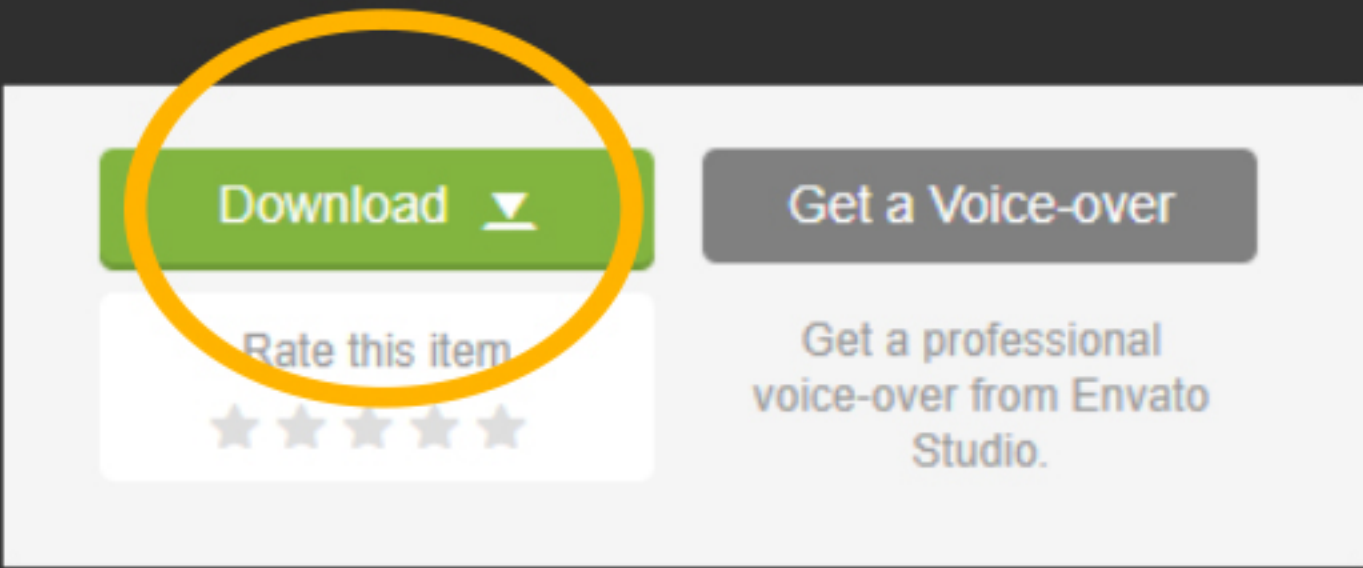 Download
Get a Voice-over
Rate this item
Get a professional
voice-over from Envato
Studio.